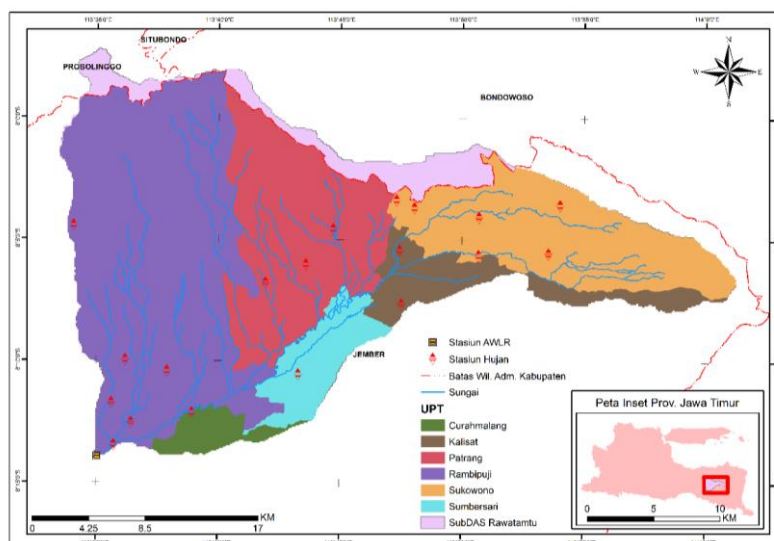 SITUBONDO
PROBOLINGGO
BONDOWOSO
N
W E
S
JEMBER
Stasiun AWLR
Stasiun Hujan
Batas Wil. Adm. Kabupaten
Sungai
UPT
Curahmalang
Kalisat
Patrang
Rambipuji
Sukowono
Sumbersari
SubDAS Rawatamtu
Peta Inset Prov. Jawa Timur
KM
0 5 10
KM
0 4.25 8.5 17